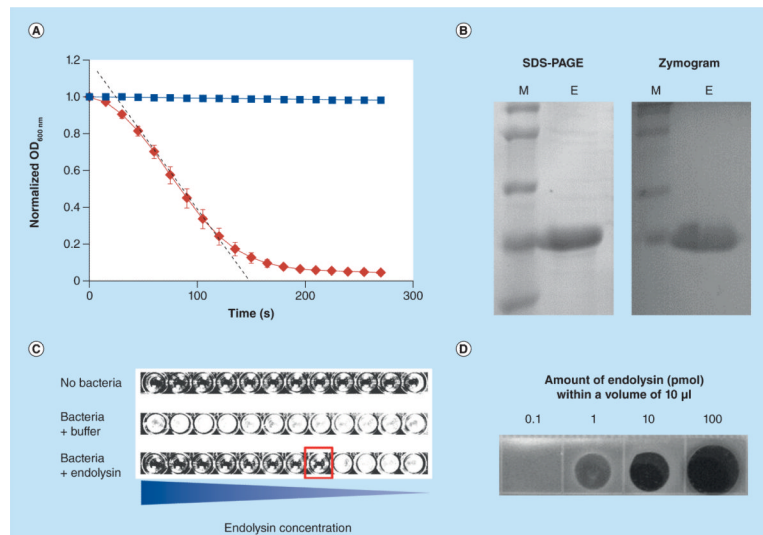 A
1.2
1.0
0.8
0.6
0.4
0.2
0
Normalized OD600 nm
0
100
200
300
Time (s)
B
SDS-PAGE
Zymogram
M E
M E
C
No bacteria
Bacteria
+ buffer
Bacteria
+ endolysin
Endolysin concentration
D
Amount of endolysin (pmol)
within a volume of 10 µl
0.1 1 10 100